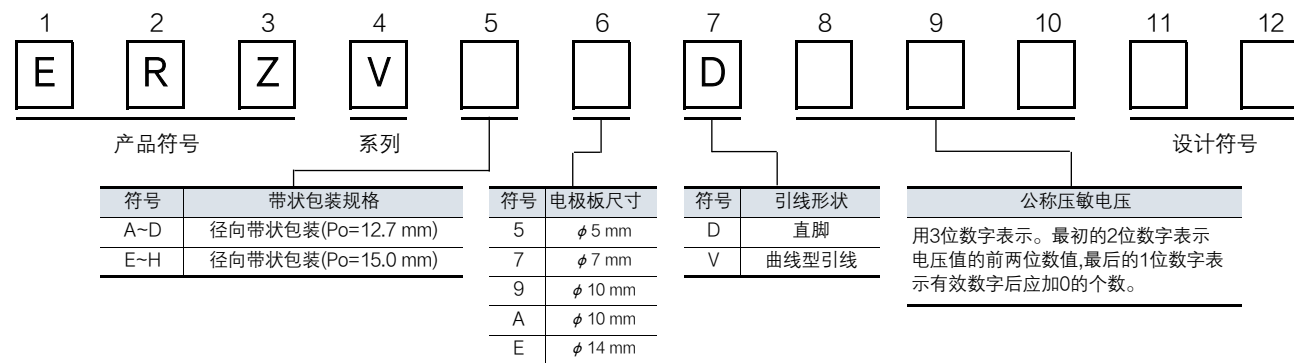 1 2 3 4 5 6 7 8 9 10 11 12
E R Z V D
产品符号 系列 设计符号
符号 带状包装规格
A~D 径向带状包装(Po=12.7 mm)
E~H 径向带状包装(Po=15.0 mm)
符号 电极板尺寸
5 ϕ 5 mm
7 ϕ 7 mm
9 ϕ 10 mm
A ϕ 10 mm
E ϕ 14 mm
符号 引线形状
D 直脚
V 曲线型引线
公称压敏电压
用3位数字表示。最初的2位数字表示
电压值的前两位数值,最后的1位数字表
示有效数字后应加0的个数。